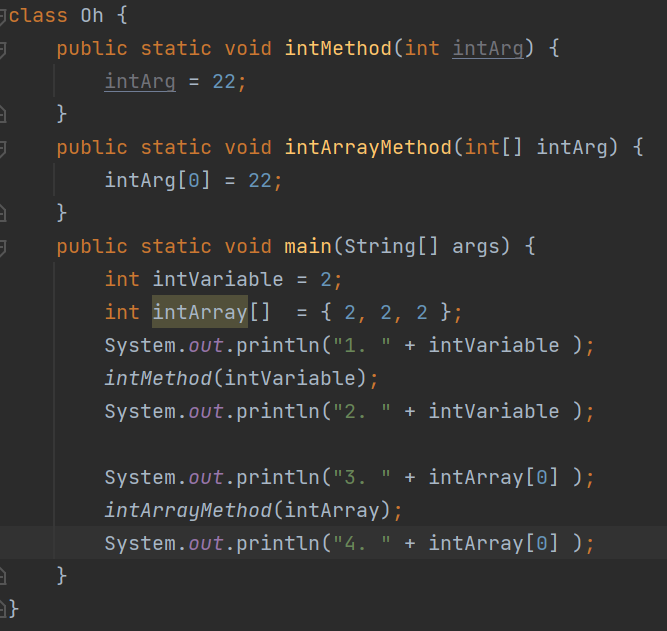 class Oh {
    public static void intMethod(int intArg) {
        intArg = 22;
    }
    public static void intArrayMethod(int[] intArg) {
        intArg[0] = 22;
    }
    public static void main(String[] args) {
        int intVariable = 2;
        int intArray[]  = { 2, 2, 2 };
        System.out.println("1. " + intVariable );
        intMethod(intVariable);
        System.out.println("2. " + intVariable );

        System.out.println("3. " + intArray[0] );
        intArrayMethod(intArray);
        System.out.println("4. " + intArray[0] );
    }
}